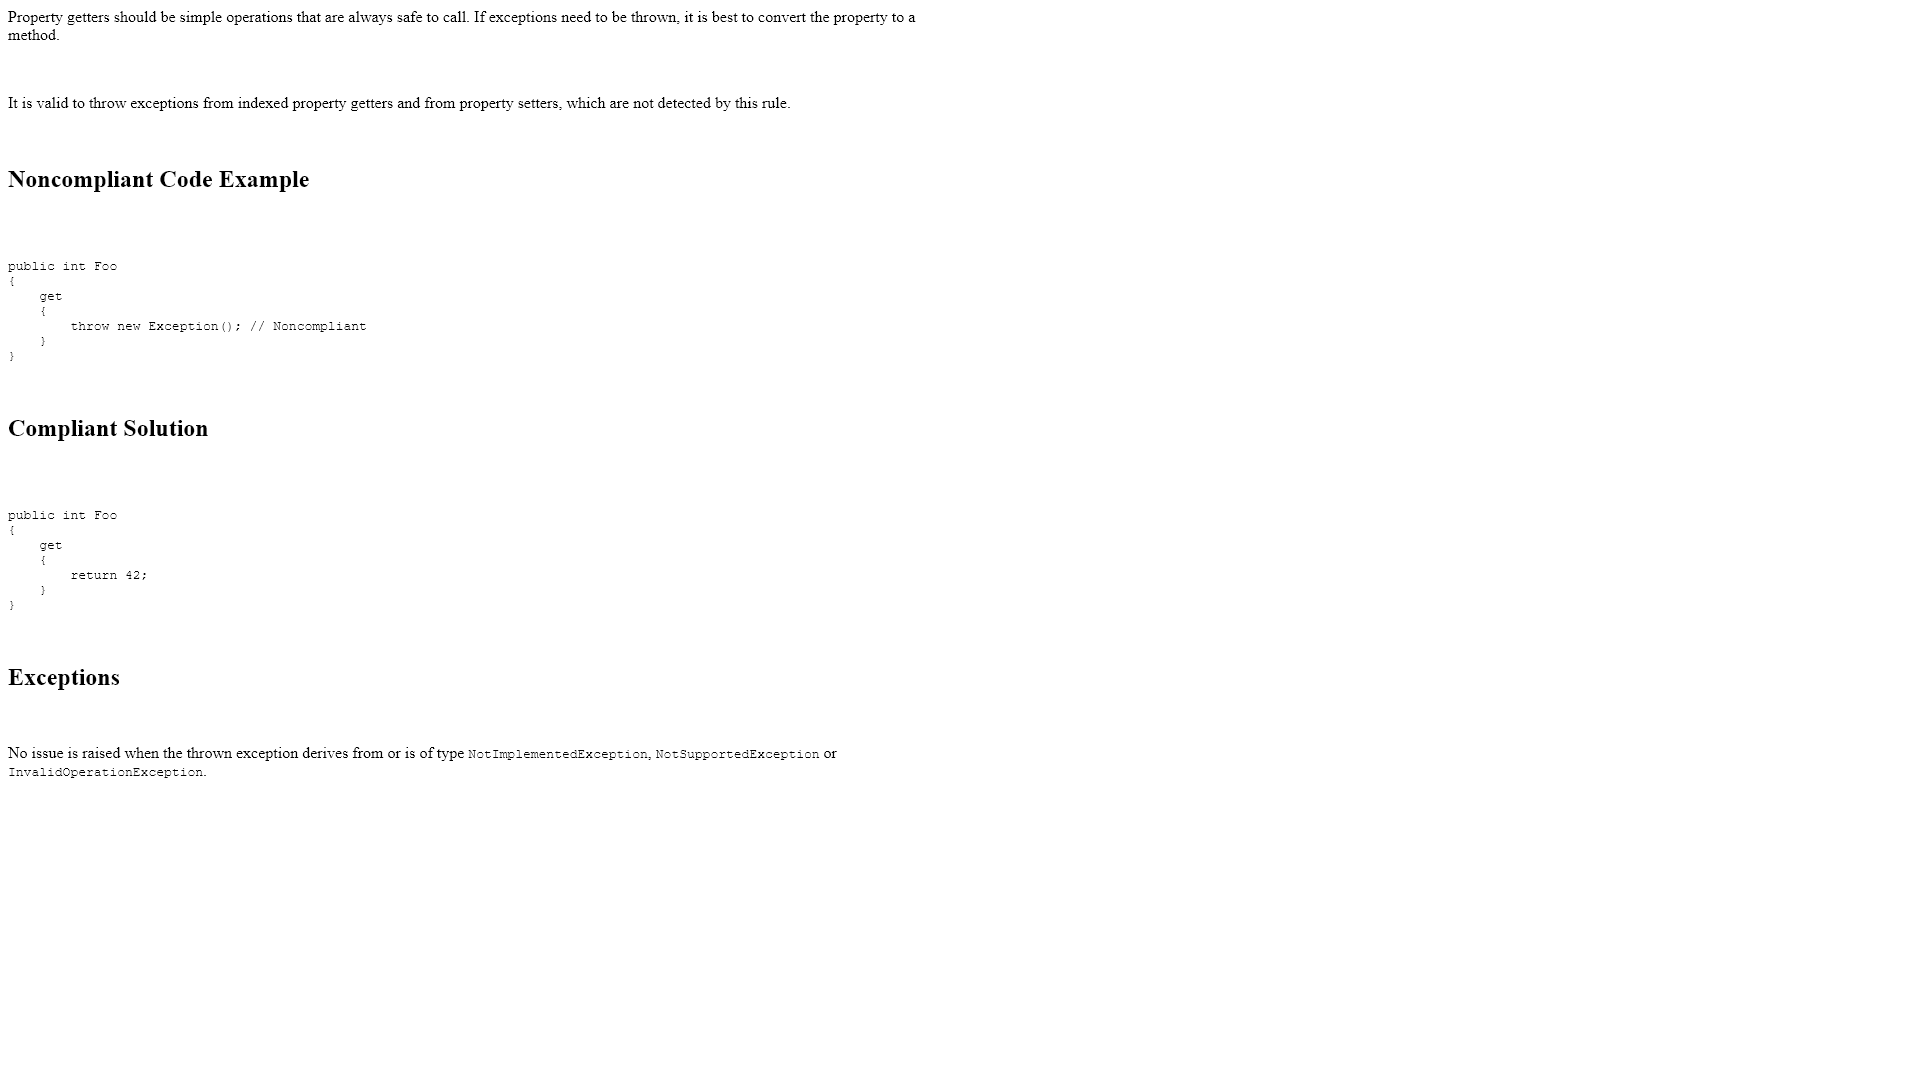 Property getters should be simple operations that are always safe to call. If exceptions need to be thrown, it is best to convert the property to a
method.
It is valid to throw exceptions from indexed property getters and from property setters, which are not detected by this rule.
Noncompliant Code Example
public int Foo
{
    get
    {
        throw new Exception(); // Noncompliant
    }
}
Compliant Solution
public int Foo
{
    get
    {
        return 42;
    }
}
Exceptions
No issue is raised when the thrown exception derives from or is of type NotImplementedException, NotSupportedException or
InvalidOperationException.